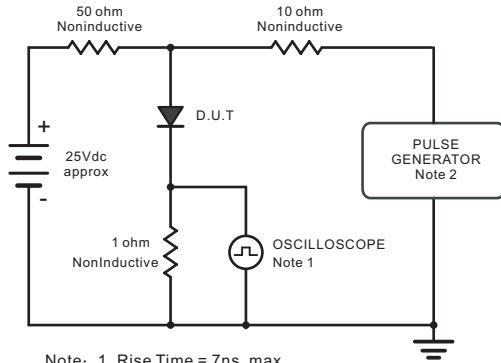 50 ohm
Noninductive
10 ohm
Noninductive
D.U.T
+
25Vdc
approx
-
PULSE
GENERATOR
Note 2
1 ohm
NonInductive
OSCILLOSCOPE
Note 1
Note: 1. Rise Time = 7ns max.